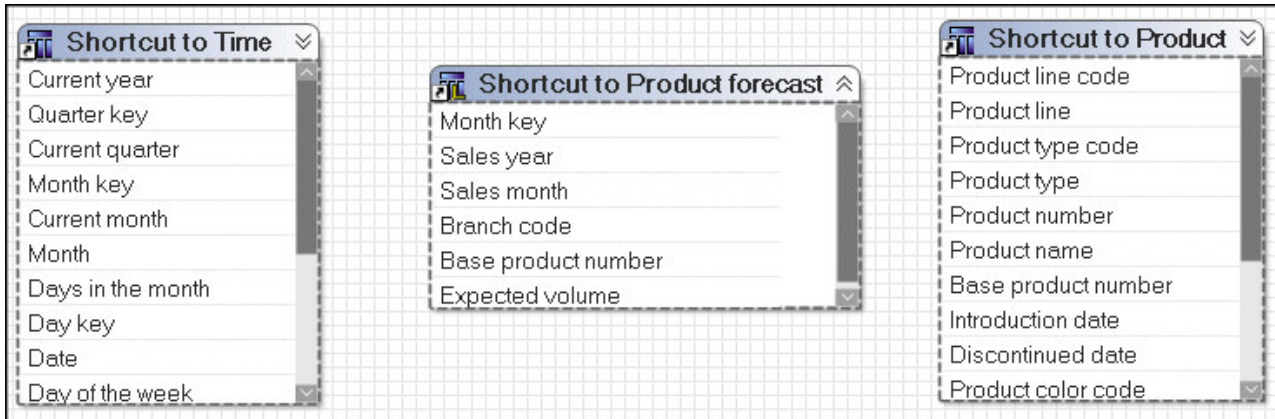 Shortcut to Time
Current year
Quarter key
Current quarter
Month key
Current month
Month
Days in the month
Day key
Date
Day of the week
Shortcut to Product forecast
Month key
Sales year
Sales month
Branch code
Base product number
Expected volume
Shortcut to Product
Product line code
Product line
Product type code
Product type
Product number
Product name
Base product number
Introduction date
Discontinued date
Product color code